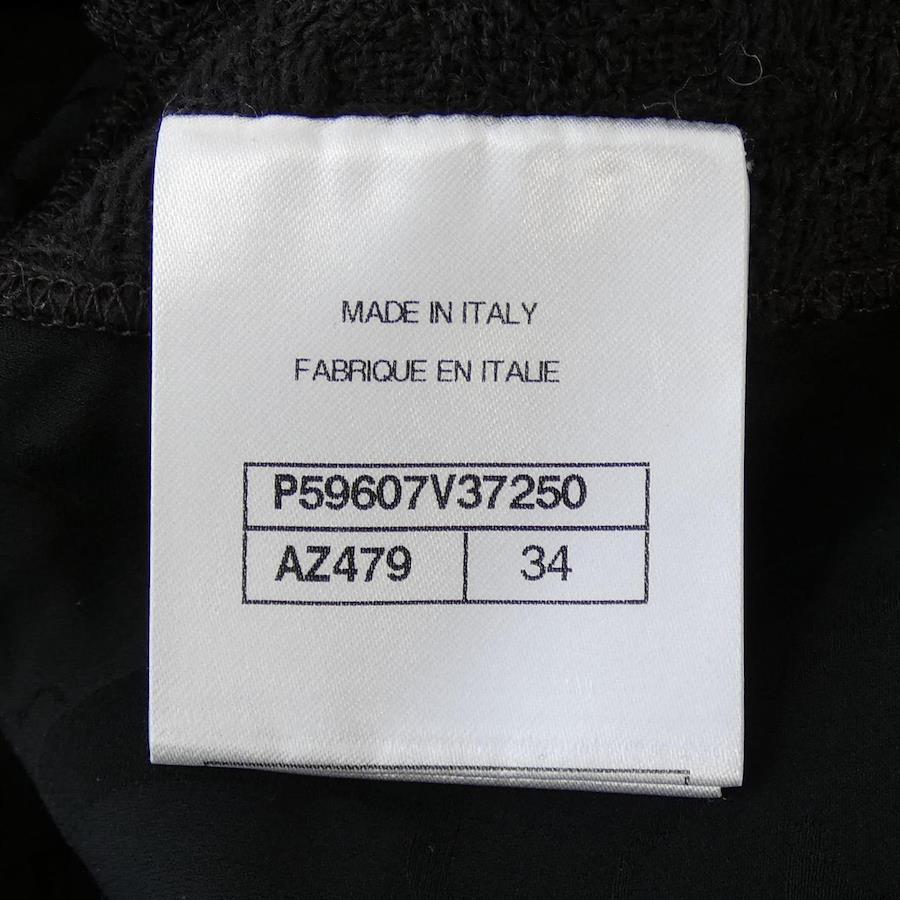 MADE IN ITALY
FABRIQUE EN ITALIE
P59607V37250
AZ479 34